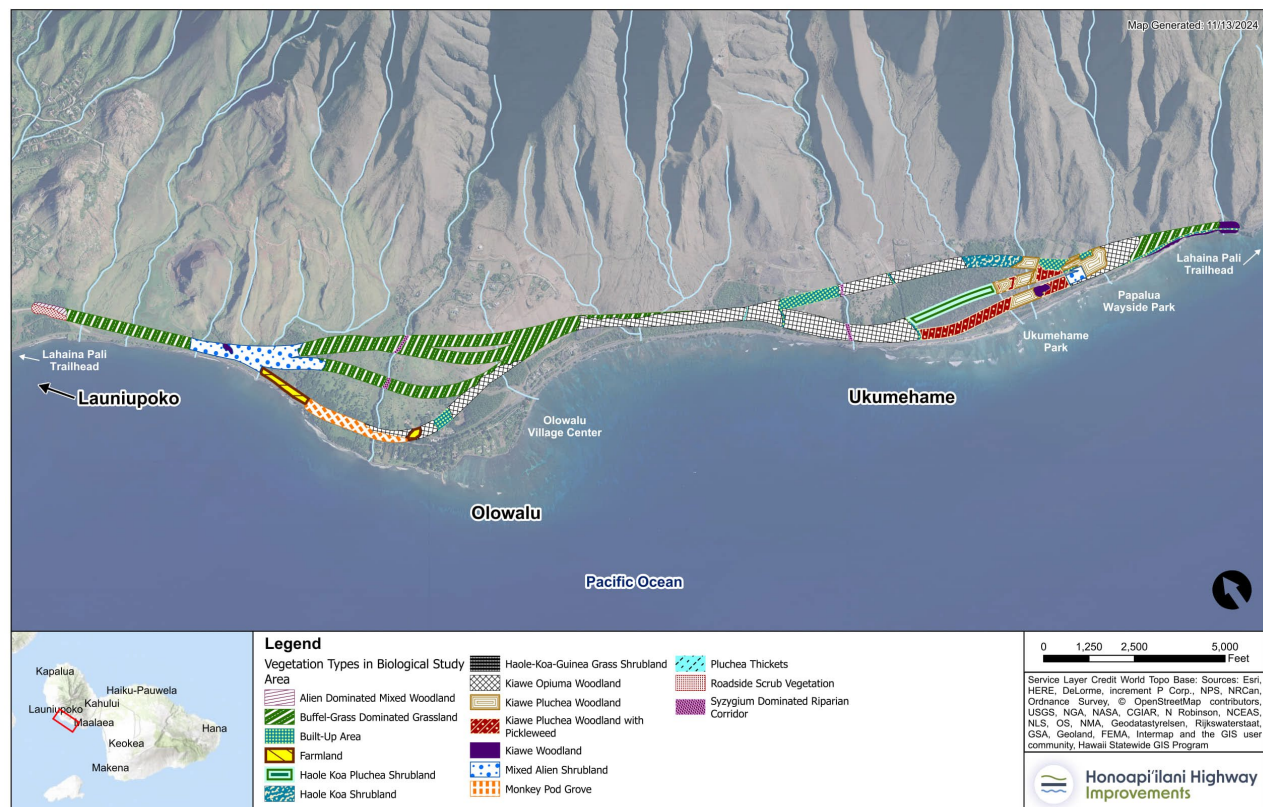 Map Generated: 11/13/2024
Lahaina Pali
Trailhead
Papalua
Wayside Park
Ukumehame
Park
Lahaina Pali
Trailhead
Launiupoko
Ukumehame
Olowalu
Village Center
Olowalu
Pacific Ocean
Kapalua
Haiku-Pauwela
Kahului
Launiupoko
Maalaea
Hana
Keokea
Makena
Legend
Vegetation Types in Biological Study
Area
Alien Dominated Mixed Woodland
Buffel-Grass Dominated Grassland
Built-Up Area
Farmland
Haole Koa Pluchea Shrubland
Haole Koa Shrubland
Haole-Koa-Guinea Grass Shrubland
Kiawe Opiuma Woodland
Kiawe Pluchea Woodland
Kiawe Pluchea Woodland with
Pickleweed
Kiawe Woodland
Mixed Alien Shrubland
Monkey Pod Grove
Pluchea Thickets
Roadside Scrub Vegetation
Syzygium Dominated Riparian
Corridor
0 1,250 2,500 5,000
Feet
Service Layer Credit World Topo Base: Sources: Esri,
HERE, DeLorme, increment P Corp., NPS, NRCan,
Ordnance Survey, © OpenStreetMap contributors,
USGS, NGA, NASA, CGIAR, N Robinson, NCEAS,
NLS, OS, NMA, Geodatastyrelsen, Rijkswaterstaat,
GSA, Geoland, FEMA, Intermap and the GIS user
community, Hawaii Statewide GIS Program
Honoapiʻilani Highway
Improvements